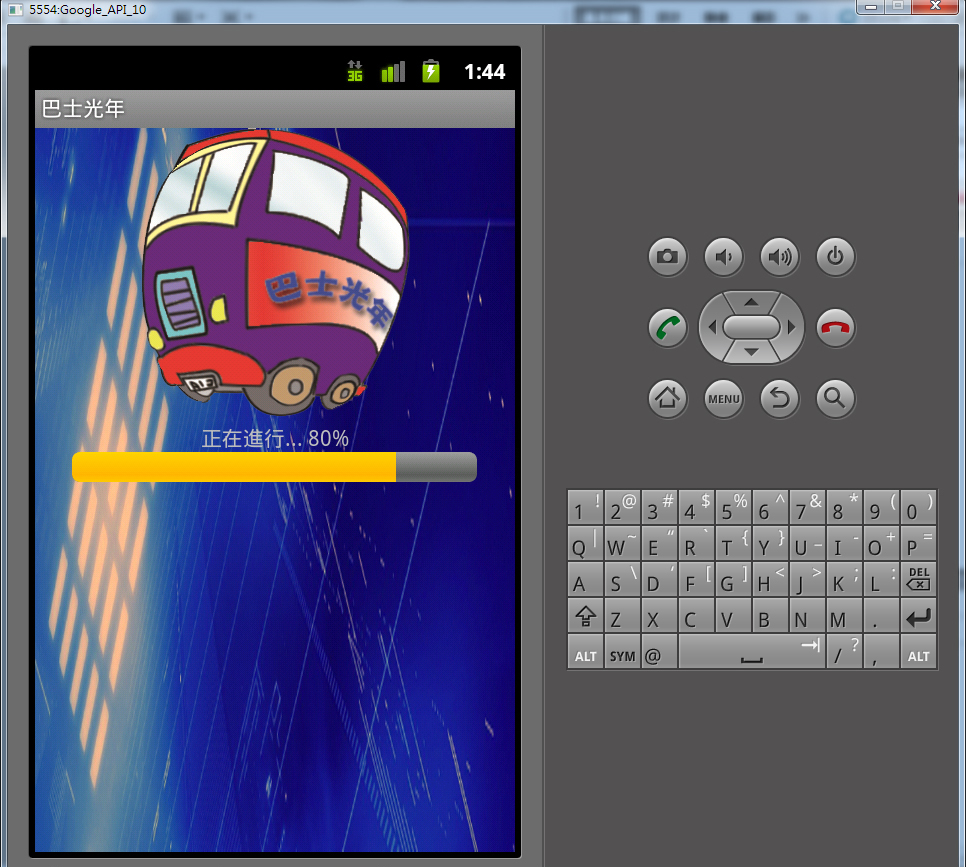 5554:Google_API_10
3G 1:44
巴士光年
巴士光年
正在進行... 80%
MENU
1 ! 2 @ 3 # 4 $ 5 % 6 ^ 7 & 8 * 9 ( 0 )
Q | W ~ E “ R ` T { Y } U _ I - O + P =
A S \ D ‘ F [ G ] H < J > K ; L : DEL
Z X C V B N M .
ALT SYM @ / ? , ALT